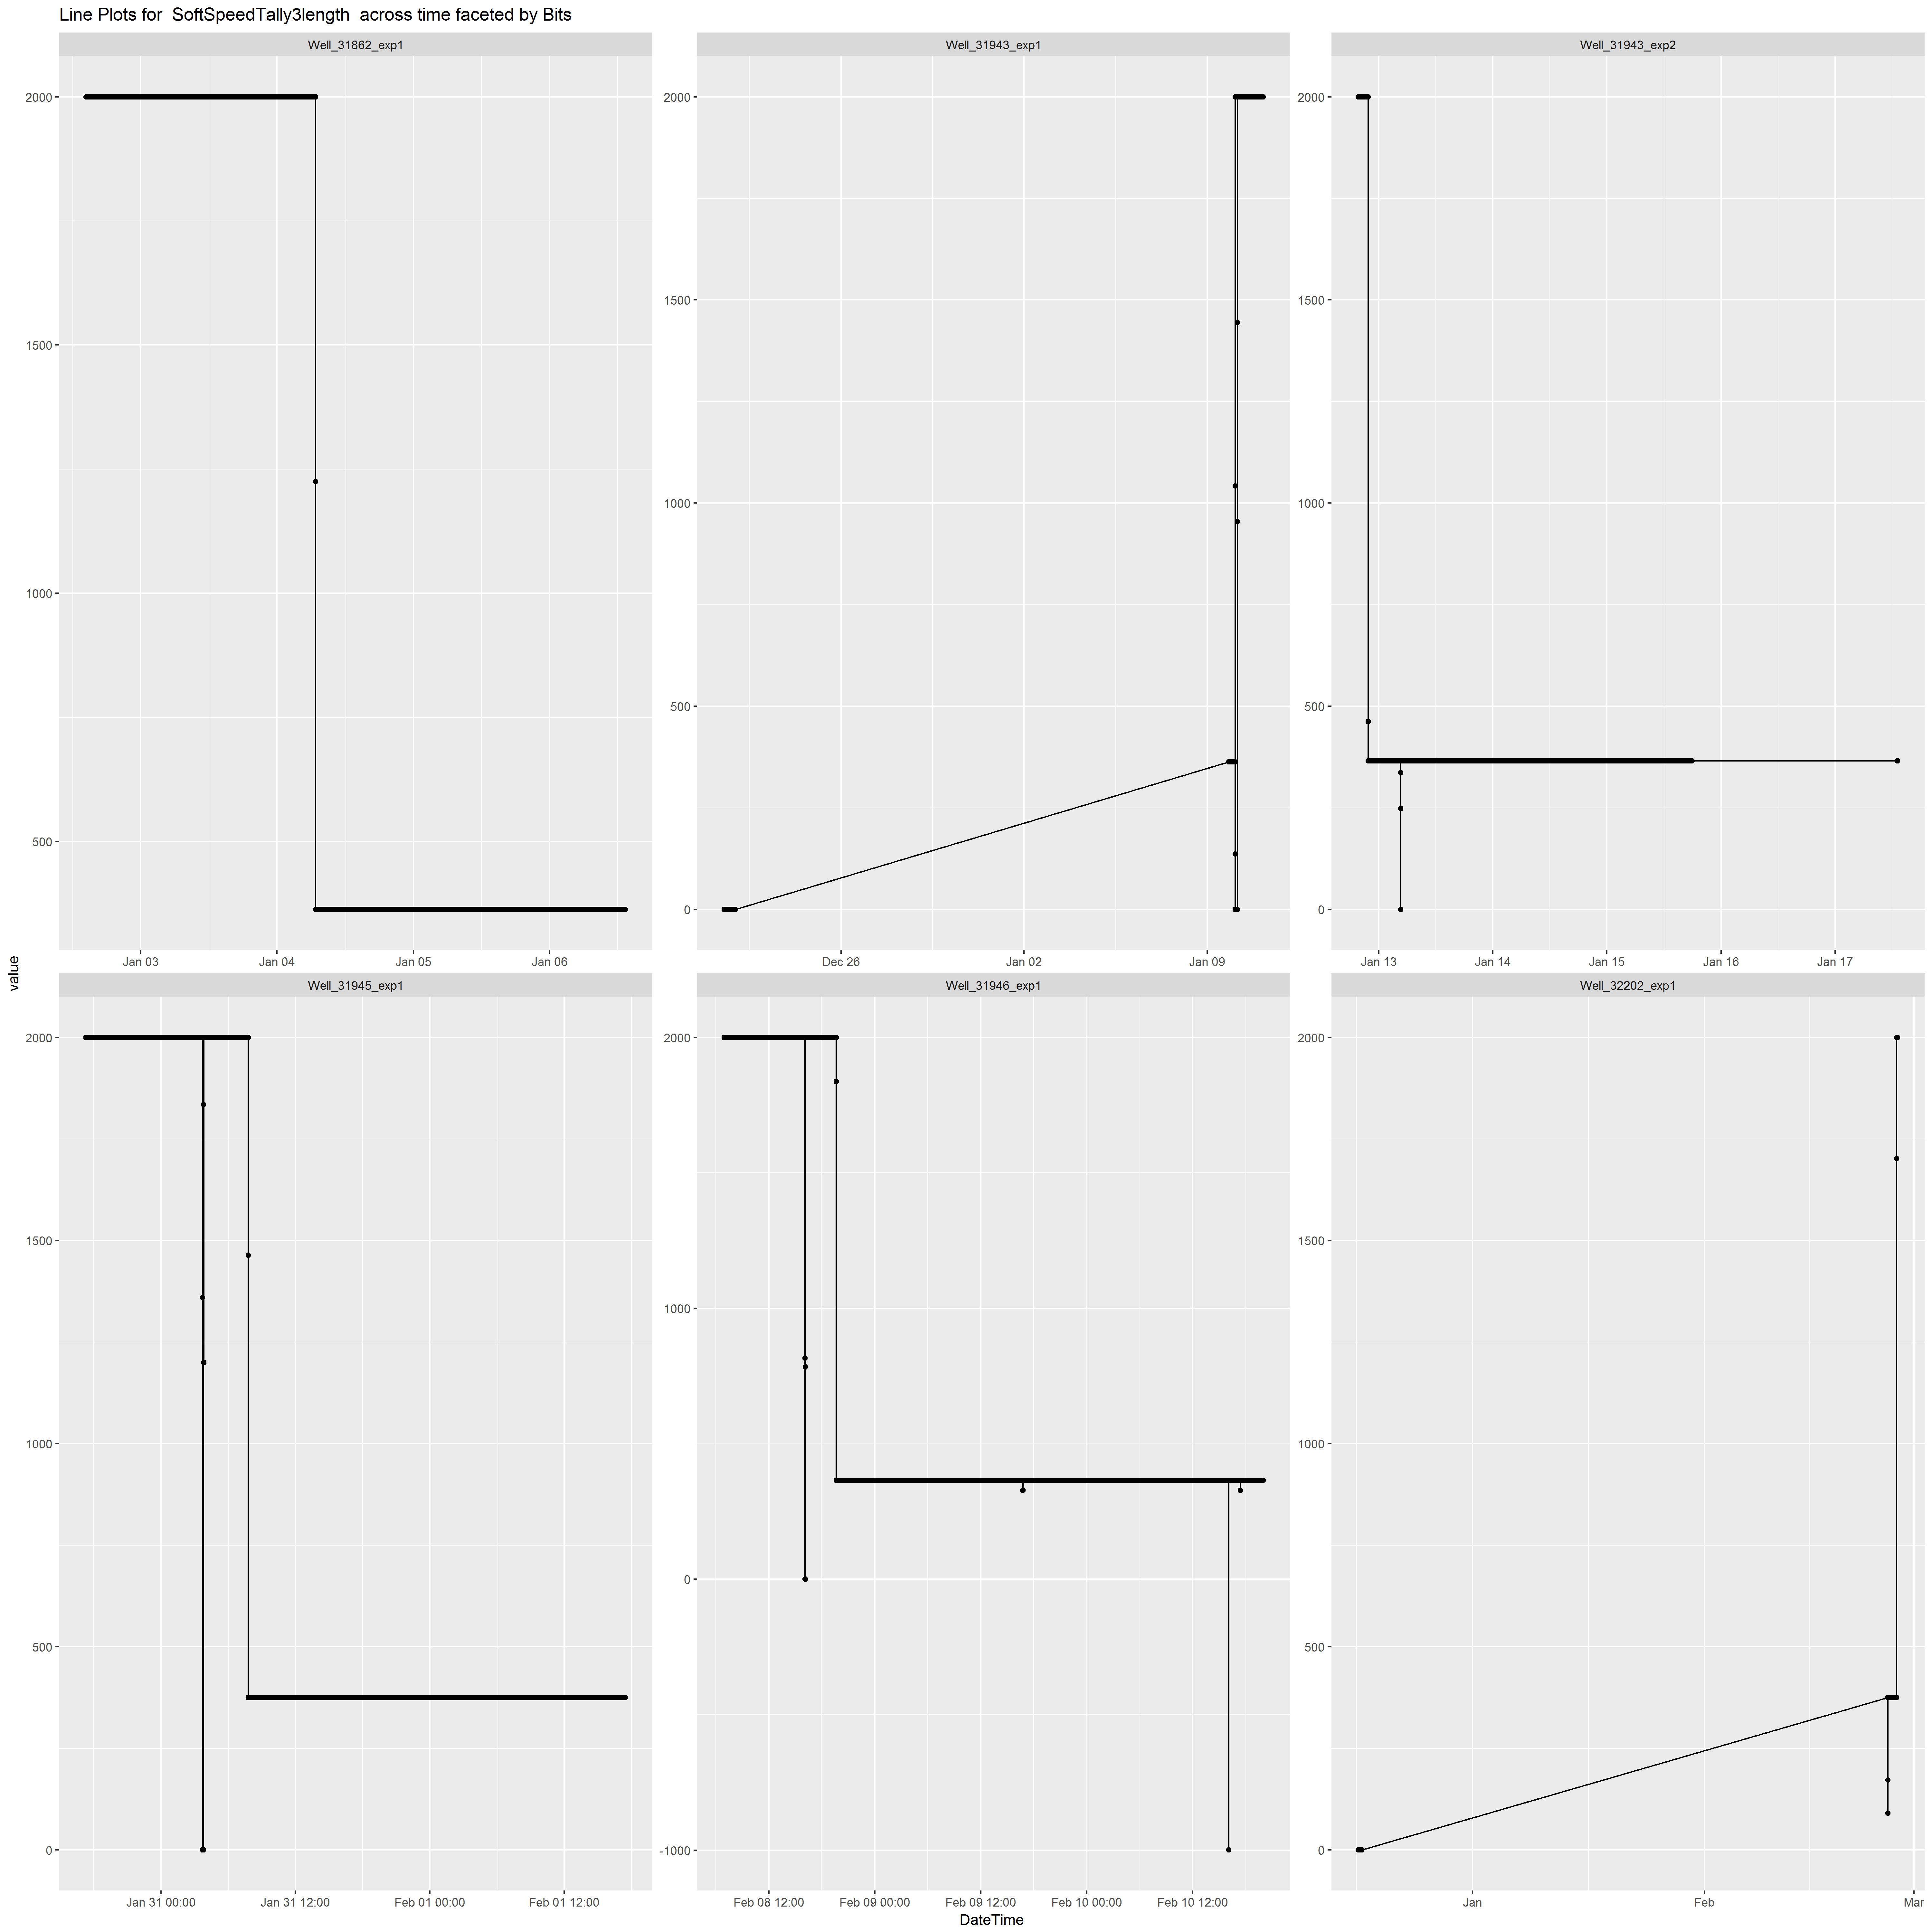 Line Plots for  SoftSpeedTally3length  across time faceted by Bits
Well_31862_exp1
Well_31943_exp1
Well_31943_exp2
2000
1500
1000
500
2000
1500
1000
500
0
2000
1500
1000
500
0
Jan 03
Jan 04
Jan 05
Jan 06
Dec 26
Jan 02
Jan 09
Jan 13
Jan 14
Jan 15
Jan 16
Jan 17
value
Well_31945_exp1
Well_31946_exp1
Well_32202_exp1
2000
1500
1000
500
0
2000
1000
0
-1000
2000
1500
1000
500
0
Jan 31 00:00
Jan 31 12:00
Feb 01 00:00
Feb 01 12:00
Feb 08 12:00
Feb 09 00:00
Feb 09 12:00
Feb 10 00:00
Feb 10 12:00
Jan
Feb
Mar
DateTime